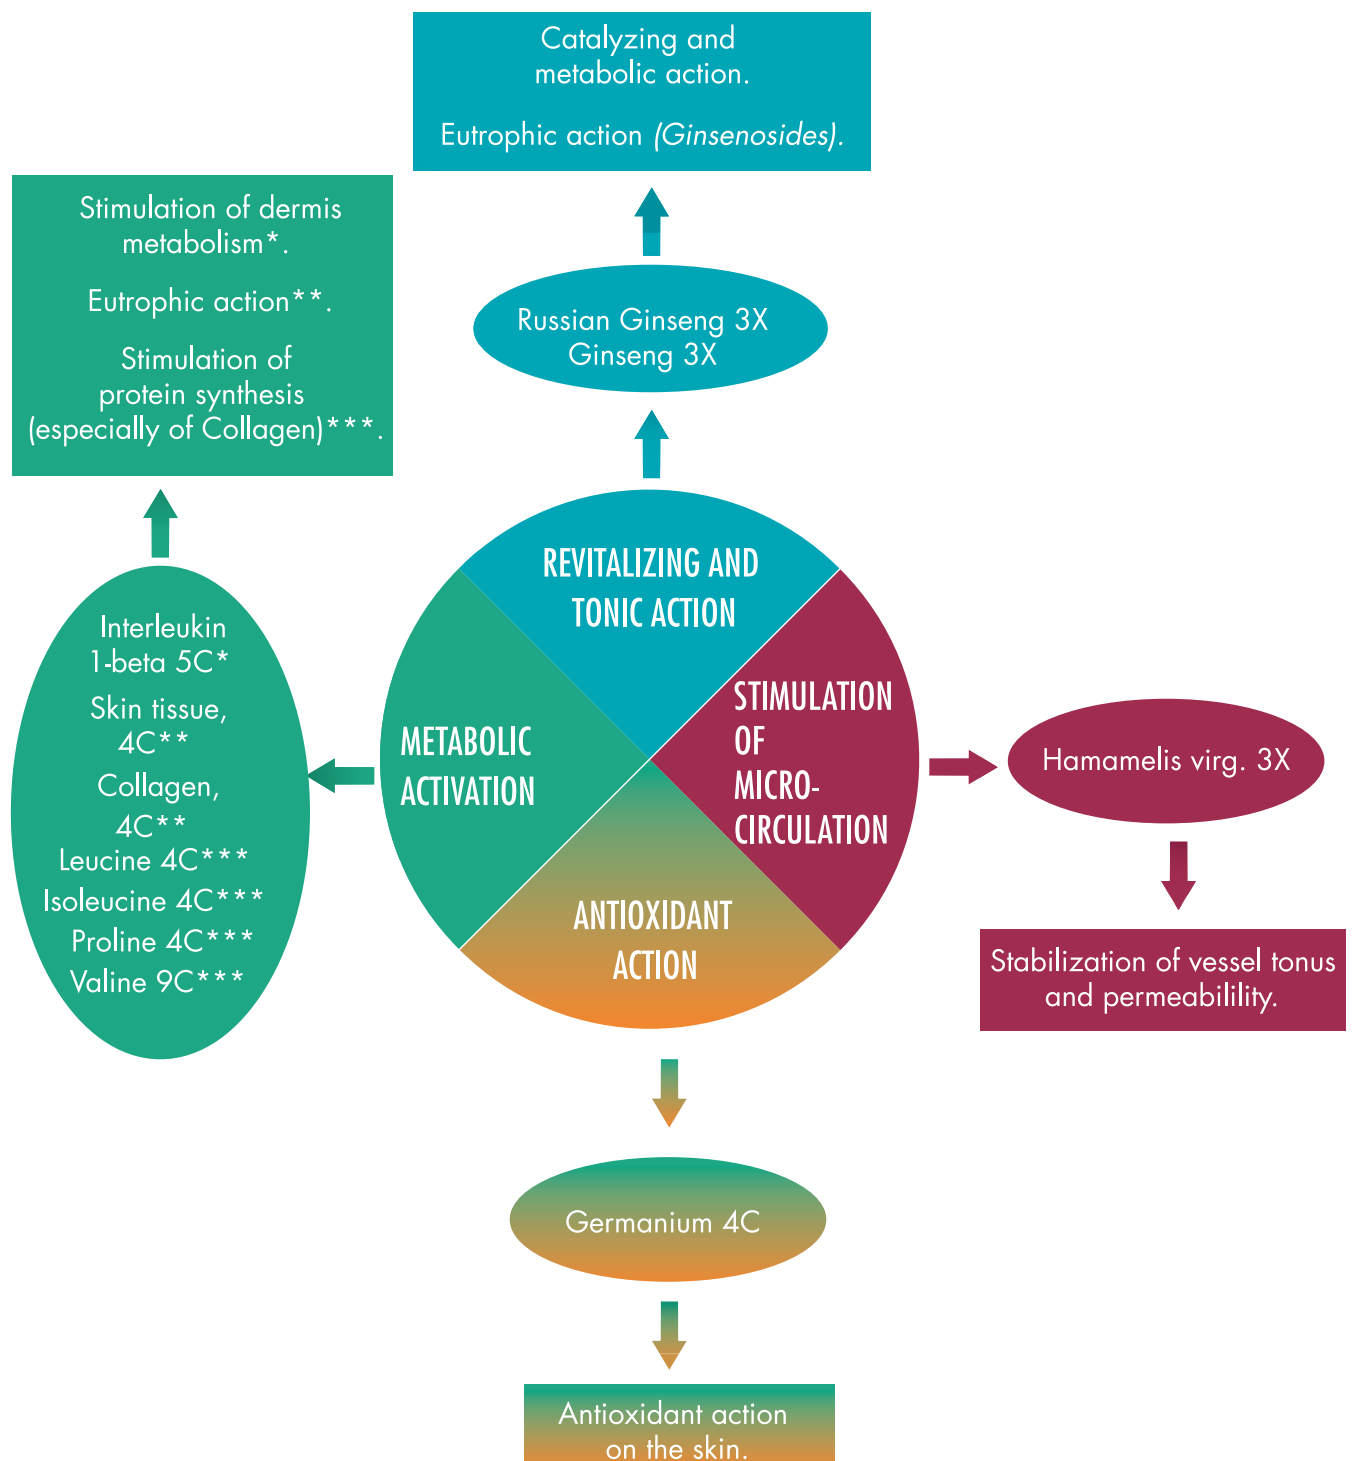 Catalyzing and
metabolic action.
Eutrophic action (Ginsenosides).
Stimulation of dermis
metabolism*.
Eutrophic action**.
Stimulation of
protein synthesis
(especially of Collagen)***.
Russian Ginseng 3X
Ginseng 3X
REVITALIZING AND
TONIC ACTION
Interleukin
1-beta 5C*
Skin tissue,
4C**
Collagen,
4C**
Leucine 4C***
Isoleucine 4C***
Proline 4C***
Valine 9C***
METABOLIC
ACTIVATION
STIMULATION
OF
MICRO-
CIRCULATION
Hamamelis virg. 3X
Stabilization of vessel tonus
and permeabilility.
ANTIOXIDANT
ACTION
Germanium 4C
Antioxidant action
on the skin.